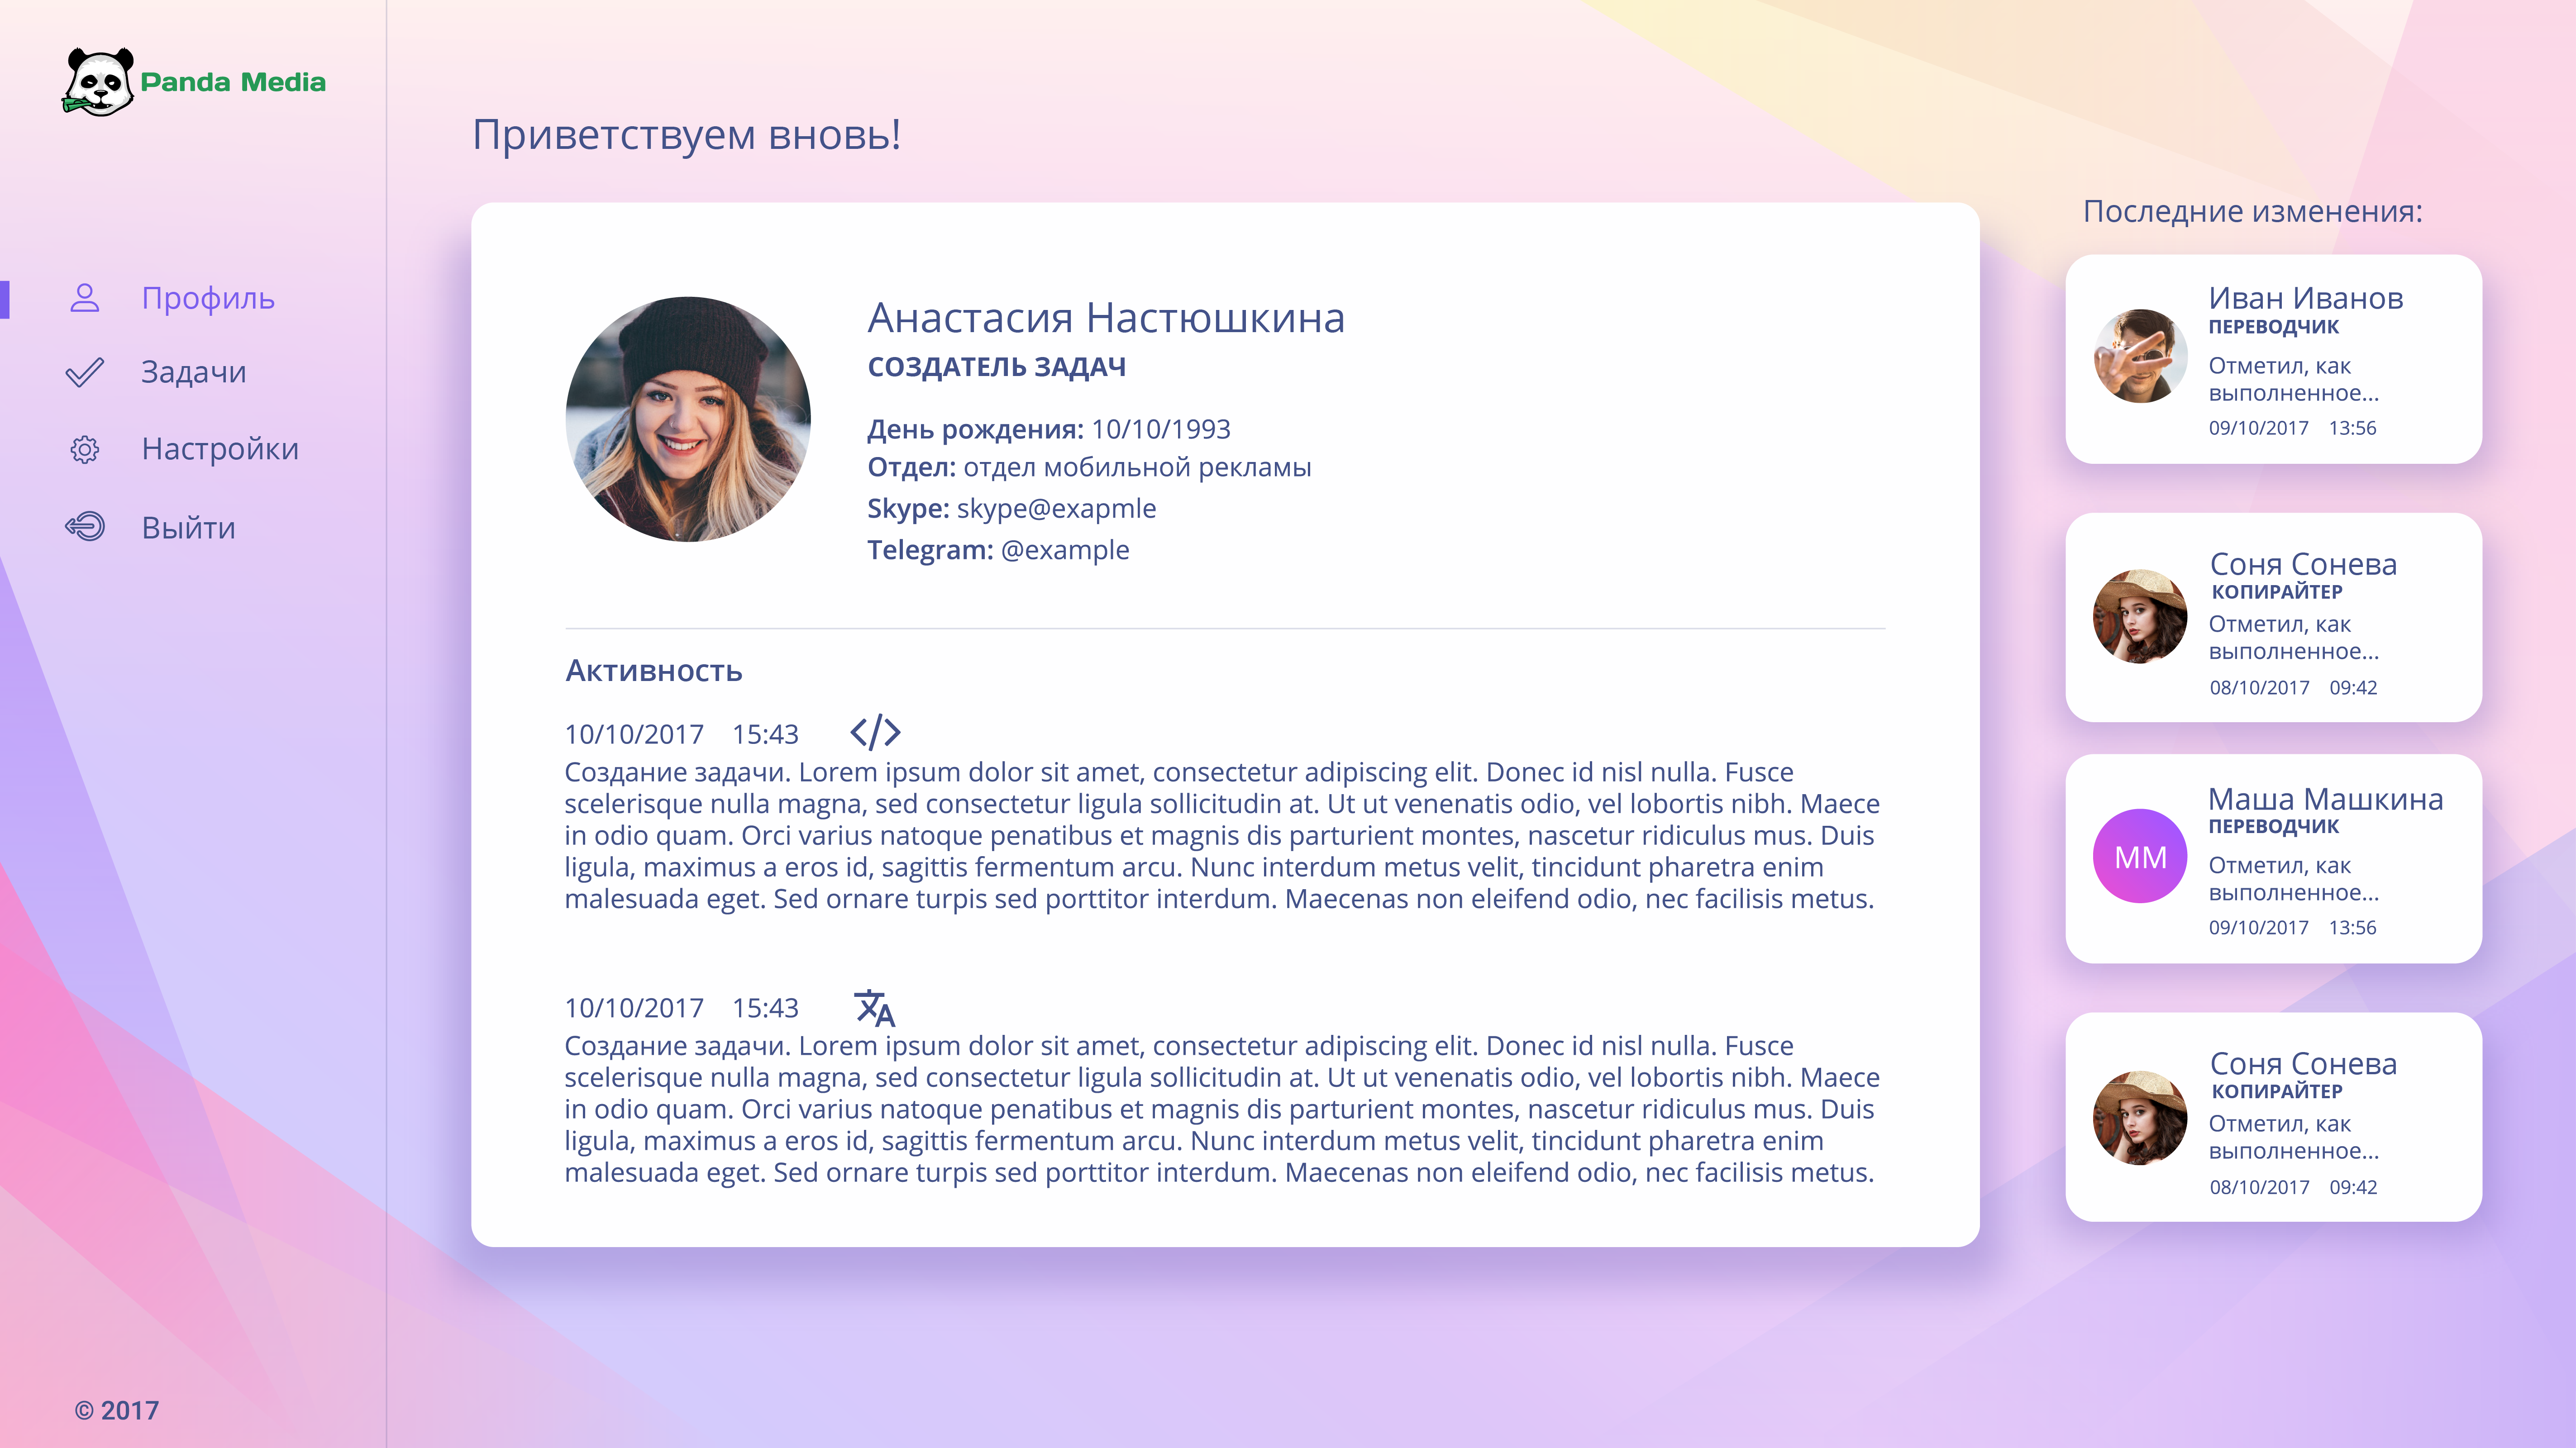 Panda Media
Приветствуем вновь!
Профиль
Задачи
Настройки
Выйти
Анастасия Настюшкина
СОЗДАТЕЛЬ ЗАДАЧ
День рождения: 10/10/1993
Отдел: отдел мобильной рекламы
Skype: skype@exapmle
Telegram: @example
Активность
10/10/2017 15:43
Создание задачи. Lorem ipsum dolor sit amet, consectetur adipiscing elit. Donec id nisl nulla. Fusce
scelerisque nulla magna, sed consectetur ligula sollicitudin at. Ut ut venenatis odio, vel lobortis nibh. Maece
in odio quam. Orci varius natoque penatibus et magnis dis parturient montes, nascetur ridiculus mus. Duis
ligula, maximus a eros id, sagittis fermentum arcu. Nunc interdum metus velit, tincidunt pharetra enim
malesuada eget. Sed ornare turpis sed porttitor interdum. Maecenas non eleifend odio, nec facilisis metus.
10/10/2017 15:43
Создание задачи. Lorem ipsum dolor sit amet, consectetur adipiscing elit. Donec id nisl nulla. Fusce
scelerisque nulla magna, sed consectetur ligula sollicitudin at. Ut ut venenatis odio, vel lobortis nibh. Maece
in odio quam. Orci varius natoque penatibus et magnis dis parturient montes, nascetur ridiculus mus. Duis
ligula, maximus a eros id, sagittis fermentum arcu. Nunc interdum metus velit, tincidunt pharetra enim
malesuada eget. Sed ornare turpis sed porttitor interdum. Maecenas non eleifend odio, nec facilisis metus.
Последние изменения:
Иван Иванов
ПЕРЕВОДЧИК
Отметил, как
выполненное...
09/10/2017 13:56
Соня Сонева
КОПИРАЙТЕР
Отметил, как
выполненное...
08/10/2017 09:42
ММ
Маша Машкина
ПЕРЕВОДЧИК
Отметил, как
выполненное...
09/10/2017 13:56
Соня Сонева
КОПИРАЙТЕР
Отметил, как
выполненное...
08/10/2017 09:42
© 2017